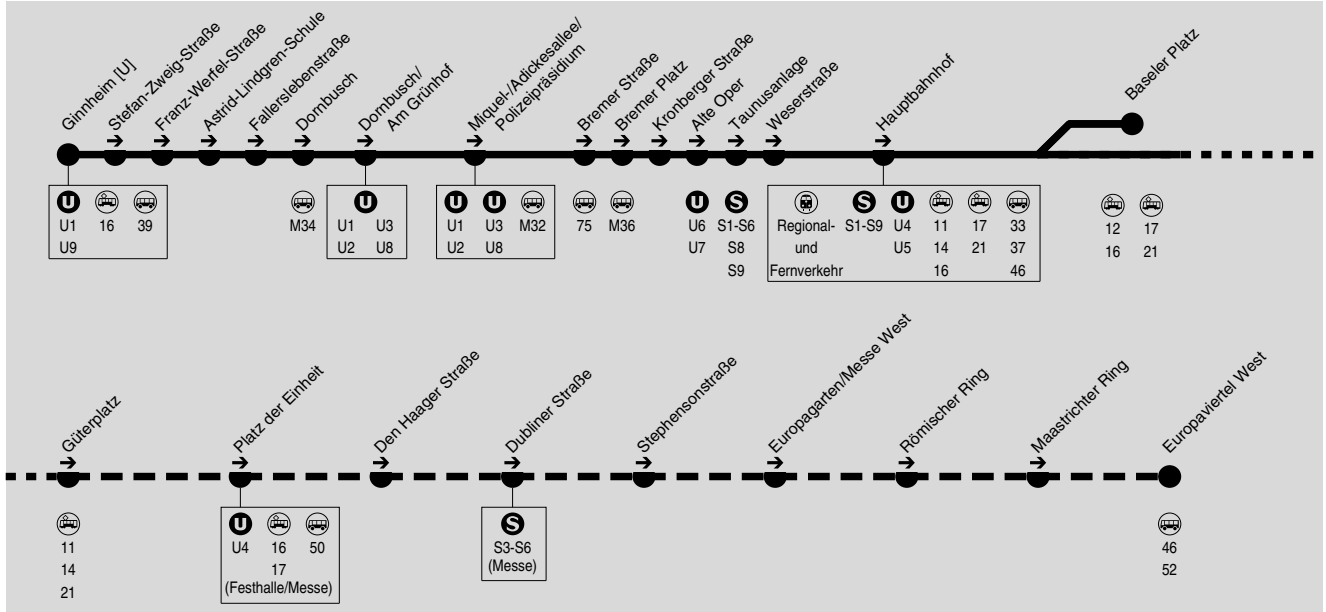 Ginnheim [U]
Stefan-Zweig-Straße
Franz-Werfel-Straße
Astrid-Lindgren-Schule
Fallerslebenstraße
Dornbusch
Dornbusch/
Am Grünhof
Miquel-/Adickesallee/
Polizeipräsidium
Bremer Straße
Bremer Platz
Kronberger Straße
Alte Oper
Taunusanlage
Weserstraße
Hauptbahnhof
Baseler Platz
U
U1 16 39
U9
M34
U
U1 U3
U2 U8
U U
U1 U3 M32
U2 U8
75 M36
U S
U6 S1-S6
U7 S8
S9
S U
Regional- S1-S9 U4 11 17 33
und U5 14 21 37
Fernverkehr 16 46
12 17
16 21
Güterplatz
Platz der Einheit
Den Haager Straße
Dubliner Straße
Stephensonstraße
Europagarten/Messe West
Römischer Ring
Maastrichter Ring
Europaviertel West
11
14
21
U
U4 16 50
17
(Festhalle/Messe)
S
S3-S6
(Messe)
46
52